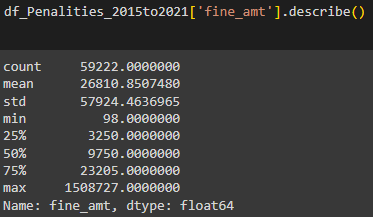 df_Penalities_2015to2021['fine_amt'].describe()
count 59222.0000000
mean 26810.8507480
std 57924.4636965
min 98.0000000
25% 3250.0000000
50% 9750.0000000
75% 23205.0000000
max 1508727.0000000
Name: fine_amt, dtype: float64